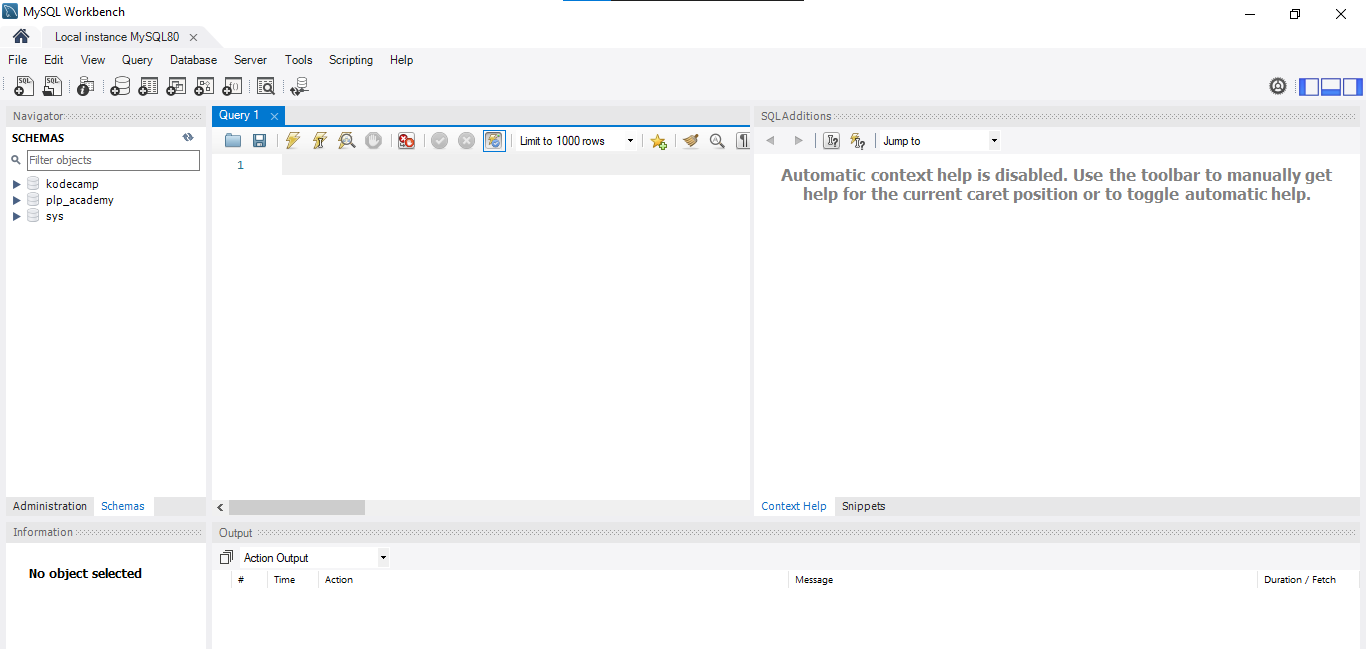 MySQL Workbench
Local instance MySQL80
File Edit View Query Database Server Tools Scripting Help
Navigator
SCHEMAS
Filter objects
kodecamp
plp_academy
sys
Administration Schemas
Information
No object selected
Query 1
Limit to 1000 rows
1
SQLAdditions
Jump to
Automatic context help is disabled. Use the toolbar to manually get
help for the current caret position or to toggle automatic help.
Context Help Snippets
Output
Action Output
# Time Action Message Duration / Fetch